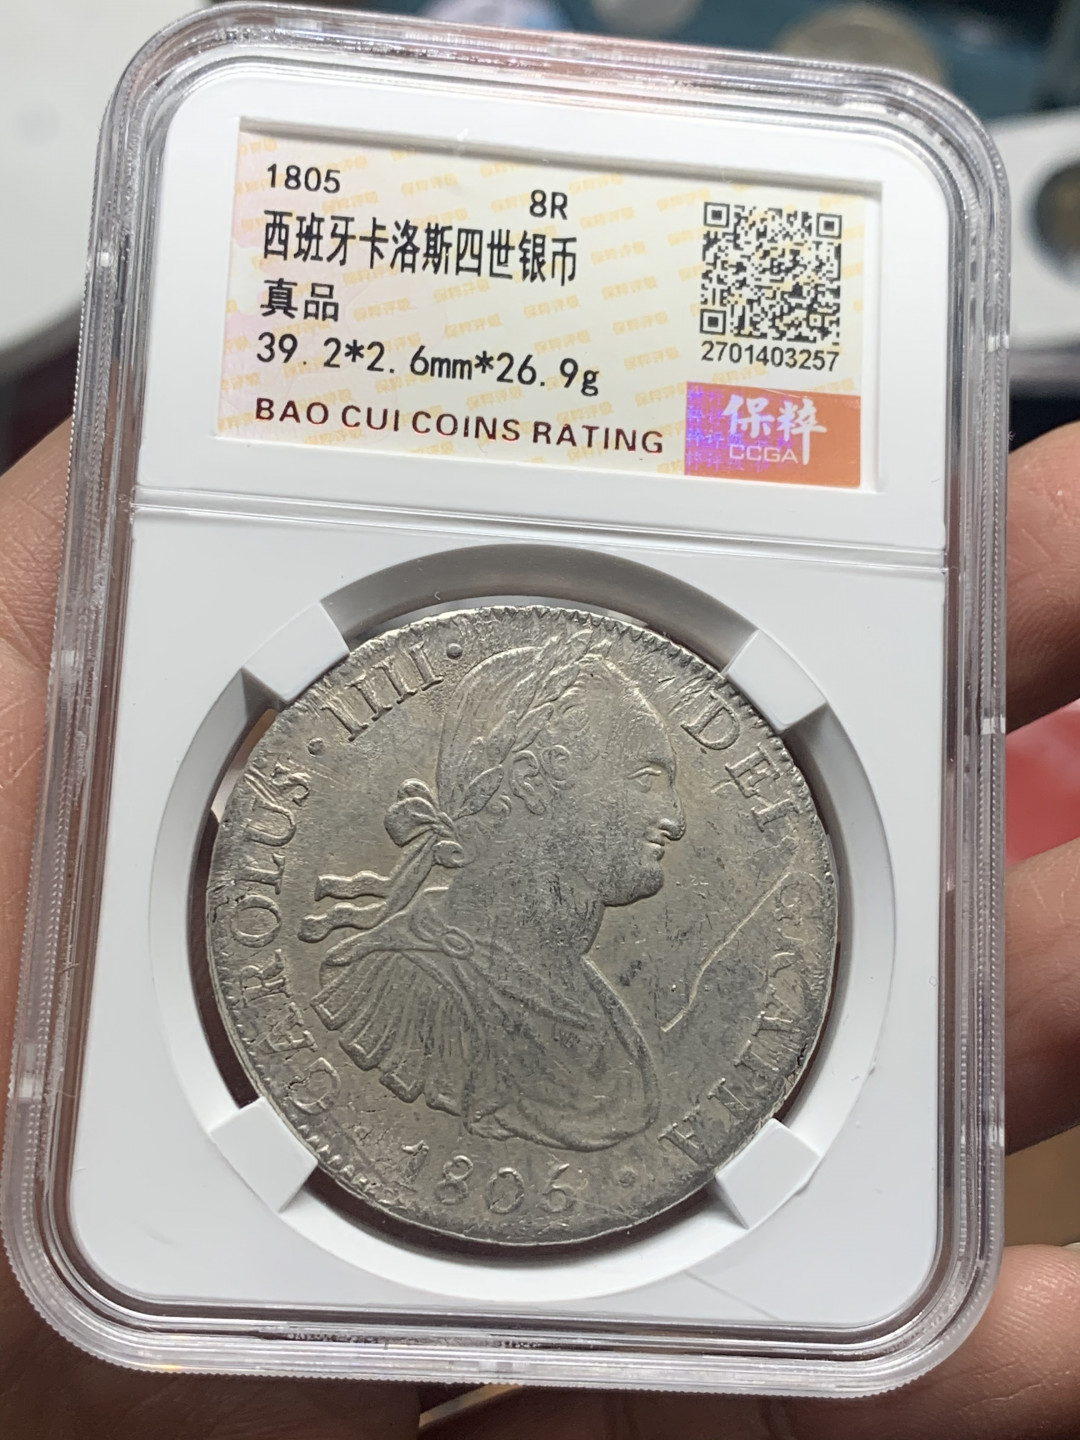 1805
8R
西班牙卡洛斯四世银币
真品
39.2*2.6mm*26.9g
2701403257
BAO CUI COINS RATING
保粹
CCGA
CAROLUS·IIII· DEI GRATIA·
1805